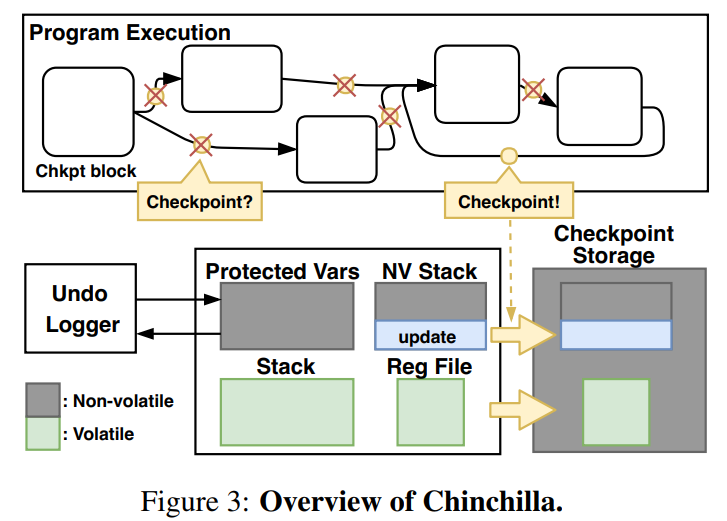 Program Execution
Chkpt block
Checkpoint?
Checkpoint!
Checkpoint
Storage
Undo
Logger
Protected Vars
NV Stack
update
Stack
Reg File
: Non-volatile
: Volatile
Figure 3: Overview of Chinchilla.